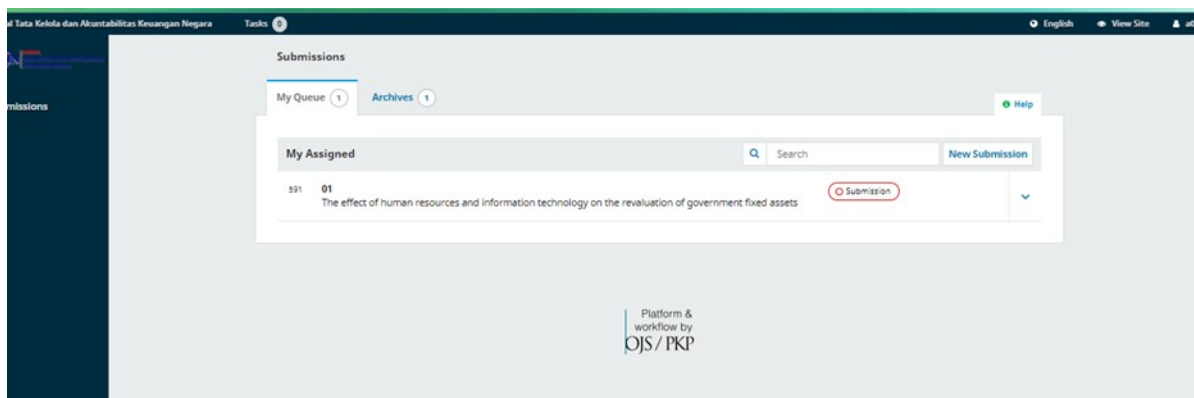 al Tata Kelola dan Akuntabilitas Keuangan Negara
Tasks 0
English
View Site
Submissions
My Queue 1
Archives 1
missions
Help
My Assigned
Search
New Submission
591
01
Submission
The effect of human resources and information technology on the revaluation of government fixed assets
Platform &
workflow by
OJS / PKP